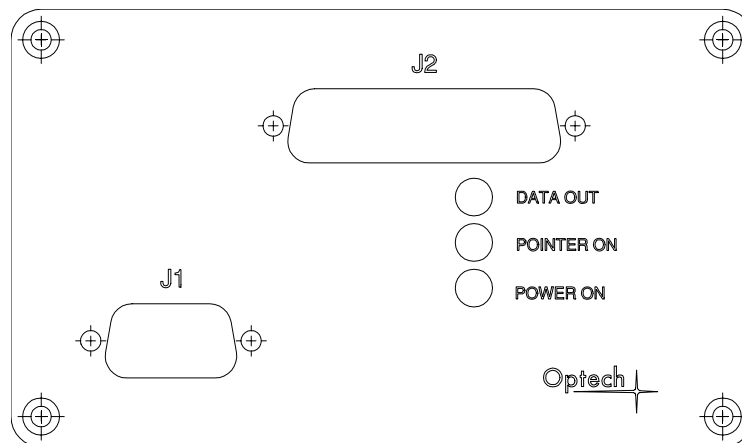 J2
DATA OUT
POINTER ON
J1
POWER ON
Optech